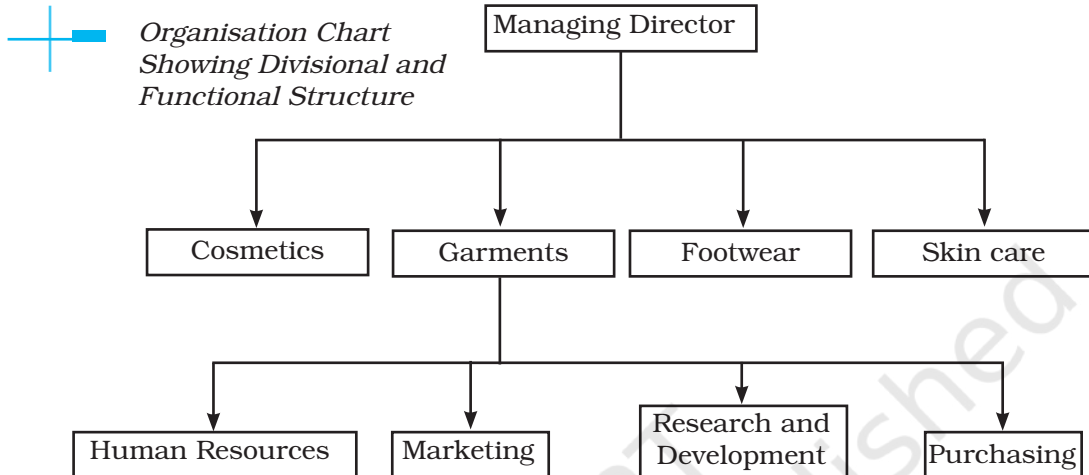 Organisation Chart
Showing Divisional and
Functional Structure
Managing Director
Cosmetics
Garments
Footwear
Skin care
Human Resources
Marketing
Research and
Development
Purchasing